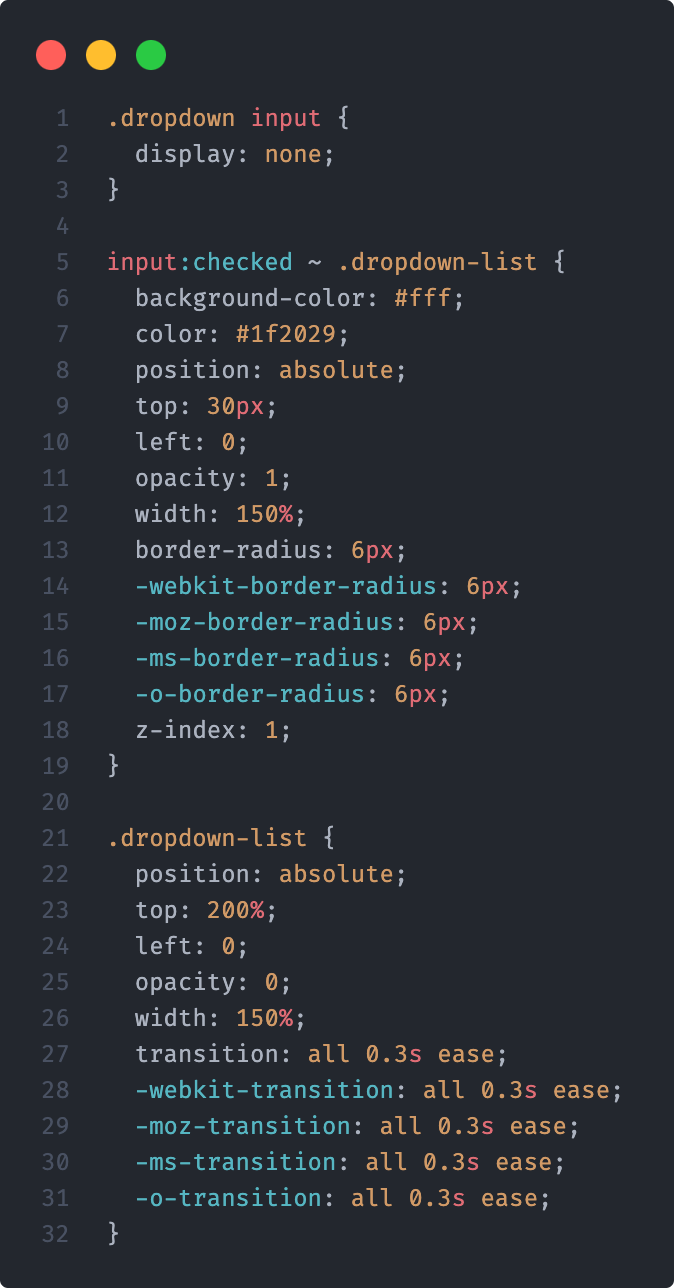 1 .dropdown input {
2   display: none;
3 }
4
5 input:checked ~ .dropdown-list {
6   background-color: #fff;
7   color: #1f2029;
8   position: absolute;
9   top: 30px;
10   left: 0;
11   opacity: 1;
12   width: 150%;
13   border-radius: 6px;
14   -webkit-border-radius: 6px;
15   -moz-border-radius: 6px;
16   -ms-border-radius: 6px;
17   -o-border-radius: 6px;
18   z-index: 1;
19 }
20
21 .dropdown-list {
22   position: absolute;
23   top: 200%;
24   left: 0;
25   opacity: 0;
26   width: 150%;
27   transition: all 0.3s ease;
28   -webkit-transition: all 0.3s ease;
29   -moz-transition: all 0.3s ease;
30   -ms-transition: all 0.3s ease;
31   -o-transition: all 0.3s ease;
32 }